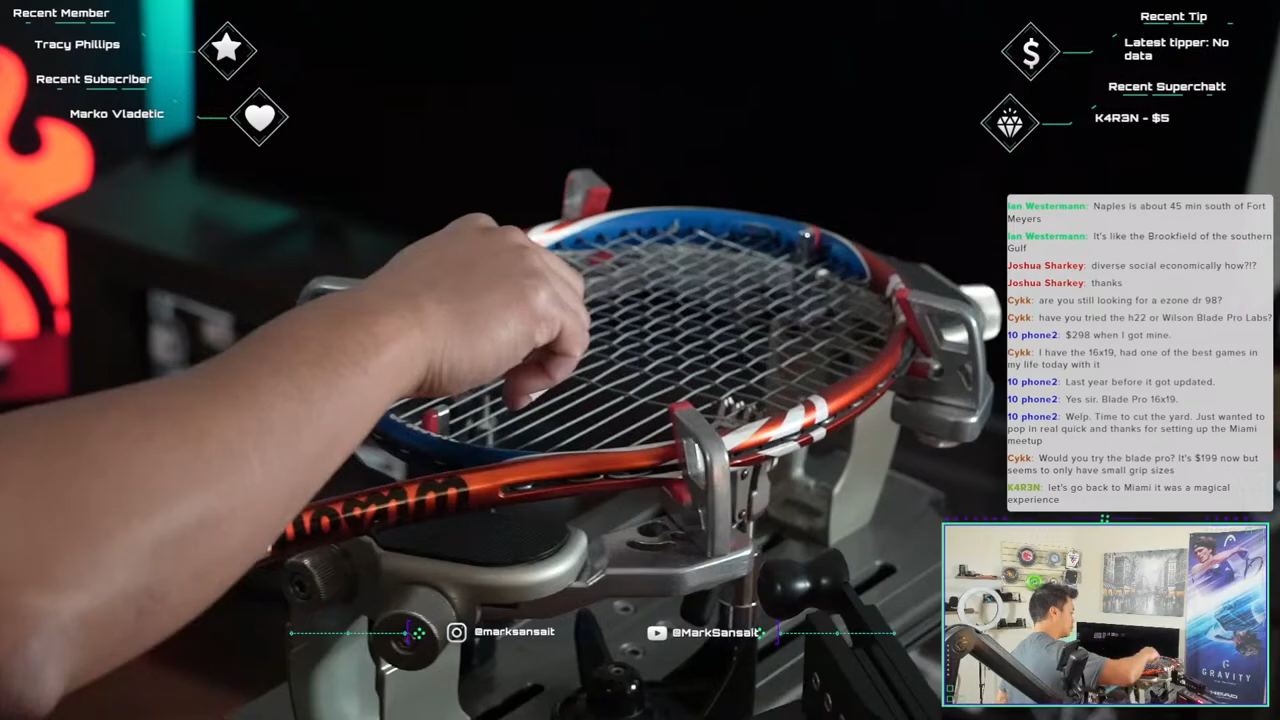 Recent Member
Tracy Phillips
Recent Subscriber
Marko Vladetic
Recent Tip
Latest tipper: No
data
Recent Superchatt
K4R3N - $5
Ian Westermann: Naples is about 45 min south of Fort
Meyers
Ian Westermann: It's like the Brookfield of the southern
Gulf
Joshua Sharkey: diverse social economically how?!?
Joshua Sharkey: thanks
Cykk: are you still looking for a ezone dr 98?
Cykk: have you tried the h22 or Wilson Blade Pro Labs?
10 phone2: $298 when I got mine.
Cykk: I have the 16x19, had one of the best games in
my life today with it
10 phone2: Last year before it got updated.
10 phone2: Yes sir. Blade Pro 16x19.
10 phone2: Welp. Time to cut the yard. Just wanted to
pop in real quick and thanks for setting up the Miami
meetup
Cykk: Would you try the blade pro? It's $199 now but
seems to only have small grip sizes
K4R3N: let's go back to Miami it was a magical
experience
@marksansait
@MarkSansait
HEAD
GRAVITY
HEAD